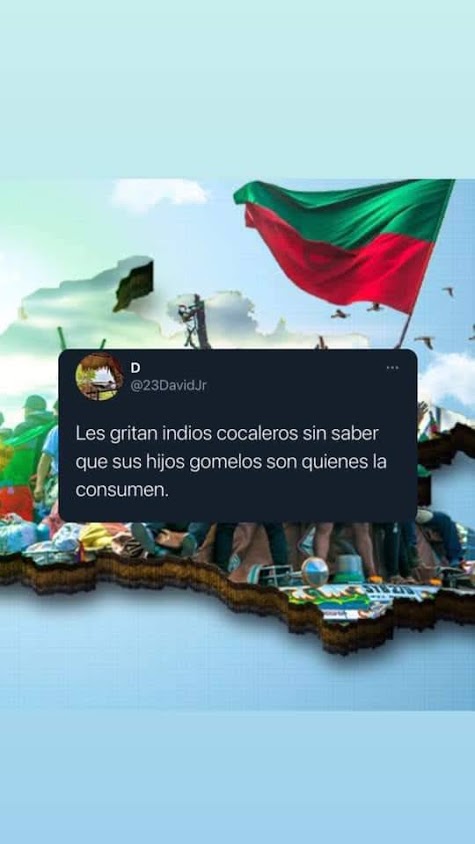 D
@23DavidJr
Les gritan indios cocaleros sin saber
que sus hijos gomelos son quienes la
consumen.